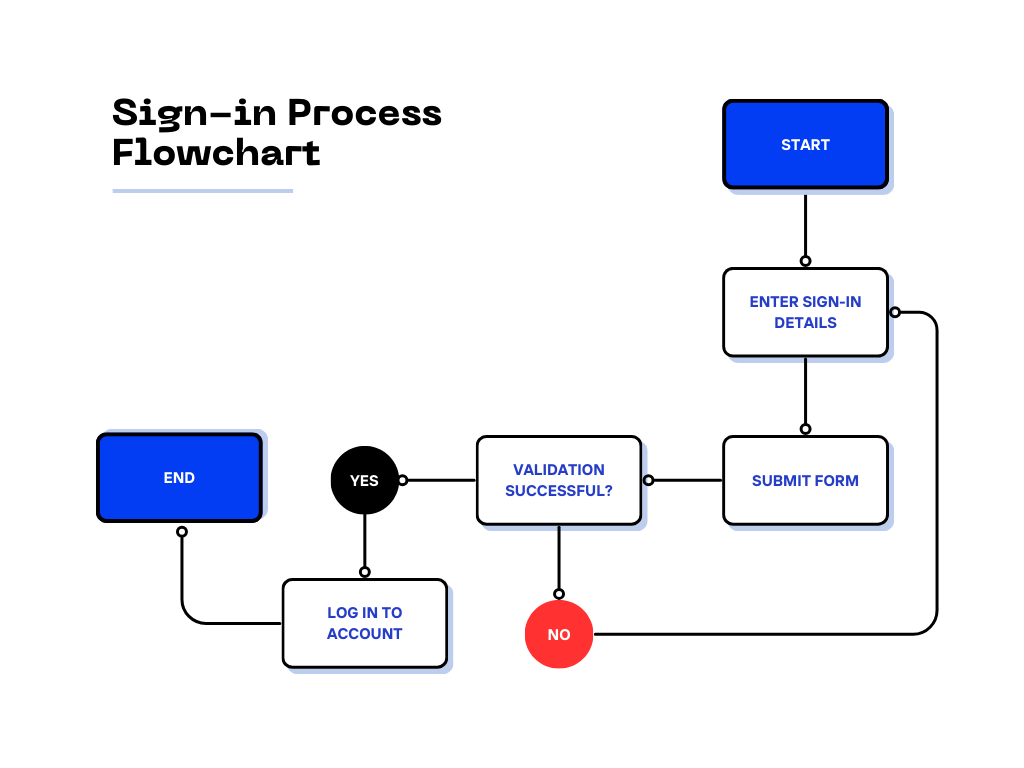 Sign-in Process
Flowchart
START
ENTER SIGN-IN
DETAILS
SUBMIT FORM
VALIDATION
SUCCESSFUL?
YES
NO
LOG IN TO
ACCOUNT
END